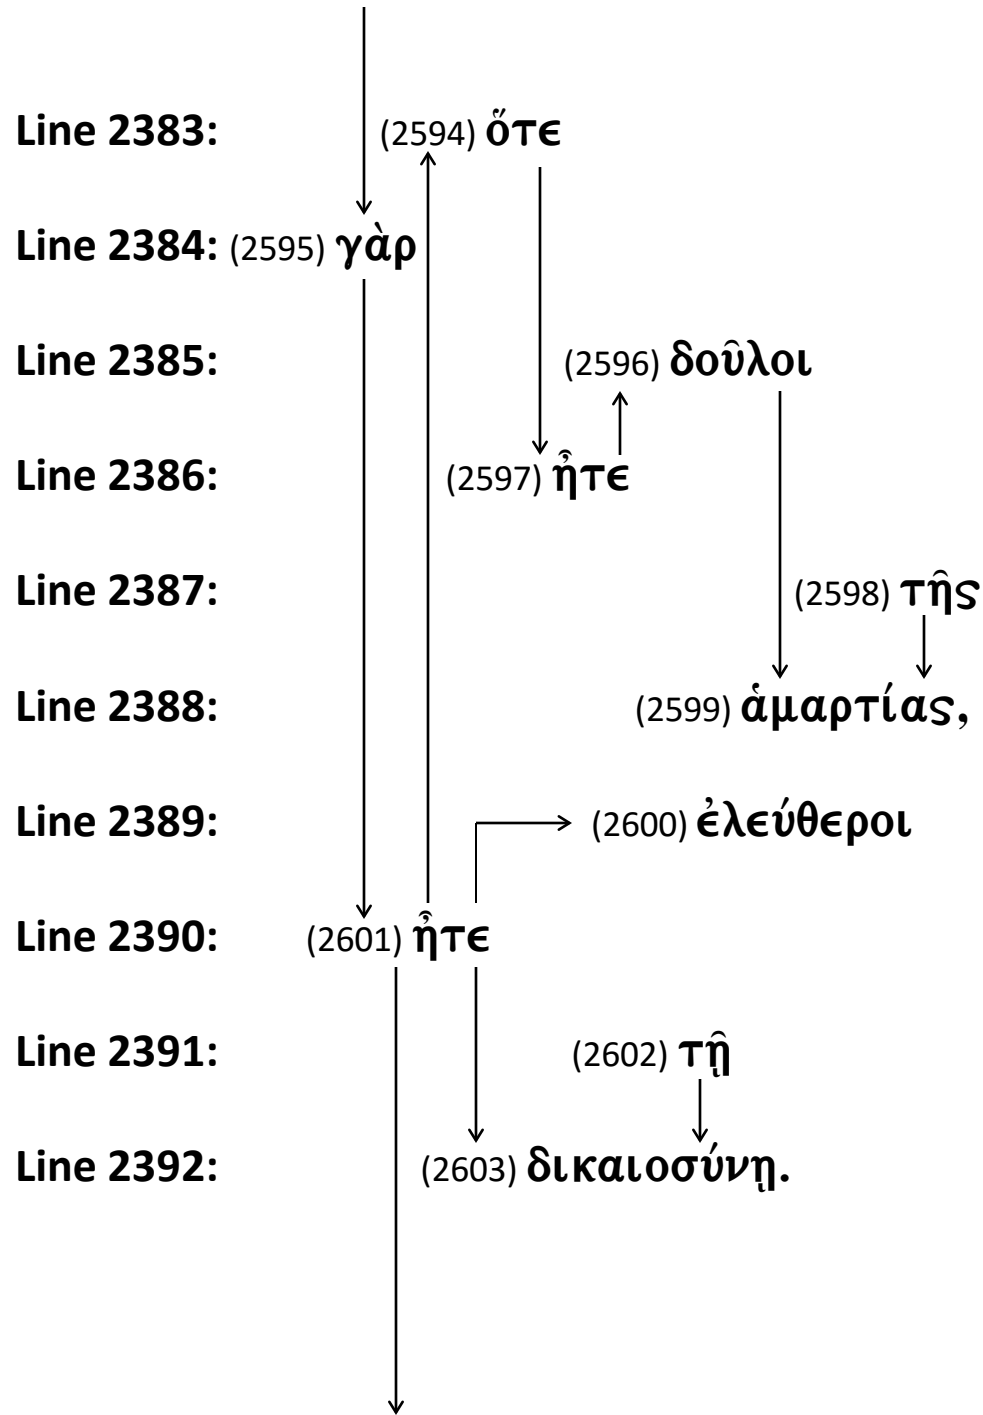 Line 2383: (2594) ὅτε
Line 2384: (2595) γὰρ
Line 2385: (2596) δοῦλοι
Line 2386: (2597) ἦτε
Line 2387: (2598) τῆς
Line 2388: (2599) ἁμαρτίας,
Line 2389: (2600) ἐλεύθεροι
Line 2390: (2601) ἦτε
Line 2391: (2602) τῇ
Line 2392: (2603) δικαιοσύνῃ.